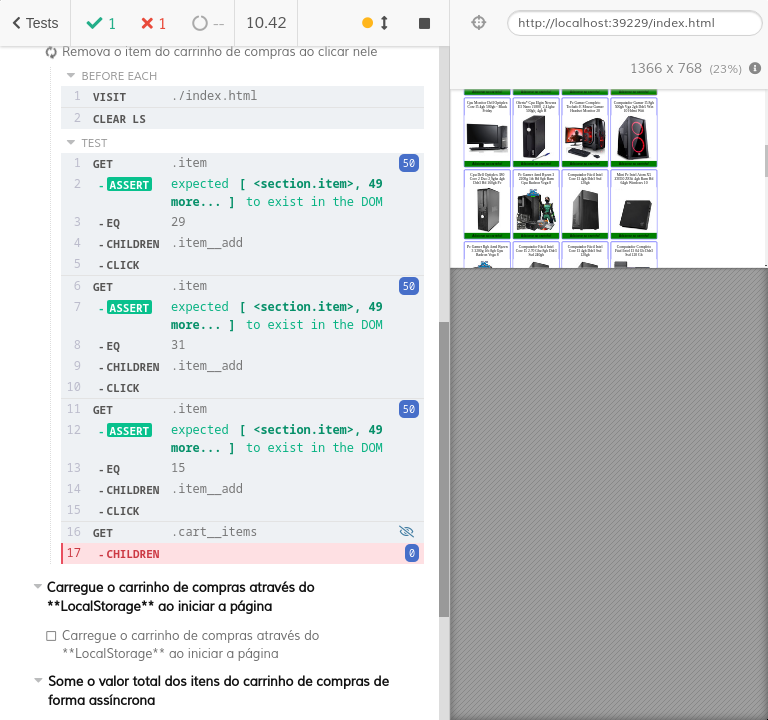 Tests
1
1
--
10.42
http://localhost:39229/index.html
1366 x 768 (23%)
Remova o item do carrinho de compras ao clicar nele
BEFORE EACH
1 VISIT ./index.html
2 CLEAR LS
TEST
1 GET .item 50
2 - ASSERT expected [ <section.item>, 49
more... ] to exist in the DOM
3 - EQ 29
4 - CHILDREN .item__add
5 - CLICK
6 GET .item 50
7 - ASSERT expected [ <section.item>, 49
more... ] to exist in the DOM
8 - EQ 31
9 - CHILDREN .item__add
10 - CLICK
11 GET .item 50
12 - ASSERT expected [ <section.item>, 49
more... ] to exist in the DOM
13 - EQ 15
14 - CHILDREN .item__add
15 - CLICK
16 GET .cart__items
17 - CHILDREN 0
Carregue o carrinho de compras através do
**LocalStorage** ao iniciar a página
Carregue o carrinho de compras através do
**LocalStorage** ao iniciar a página
Some o valor total dos itens do carrinho de compras de
forma assíncrona